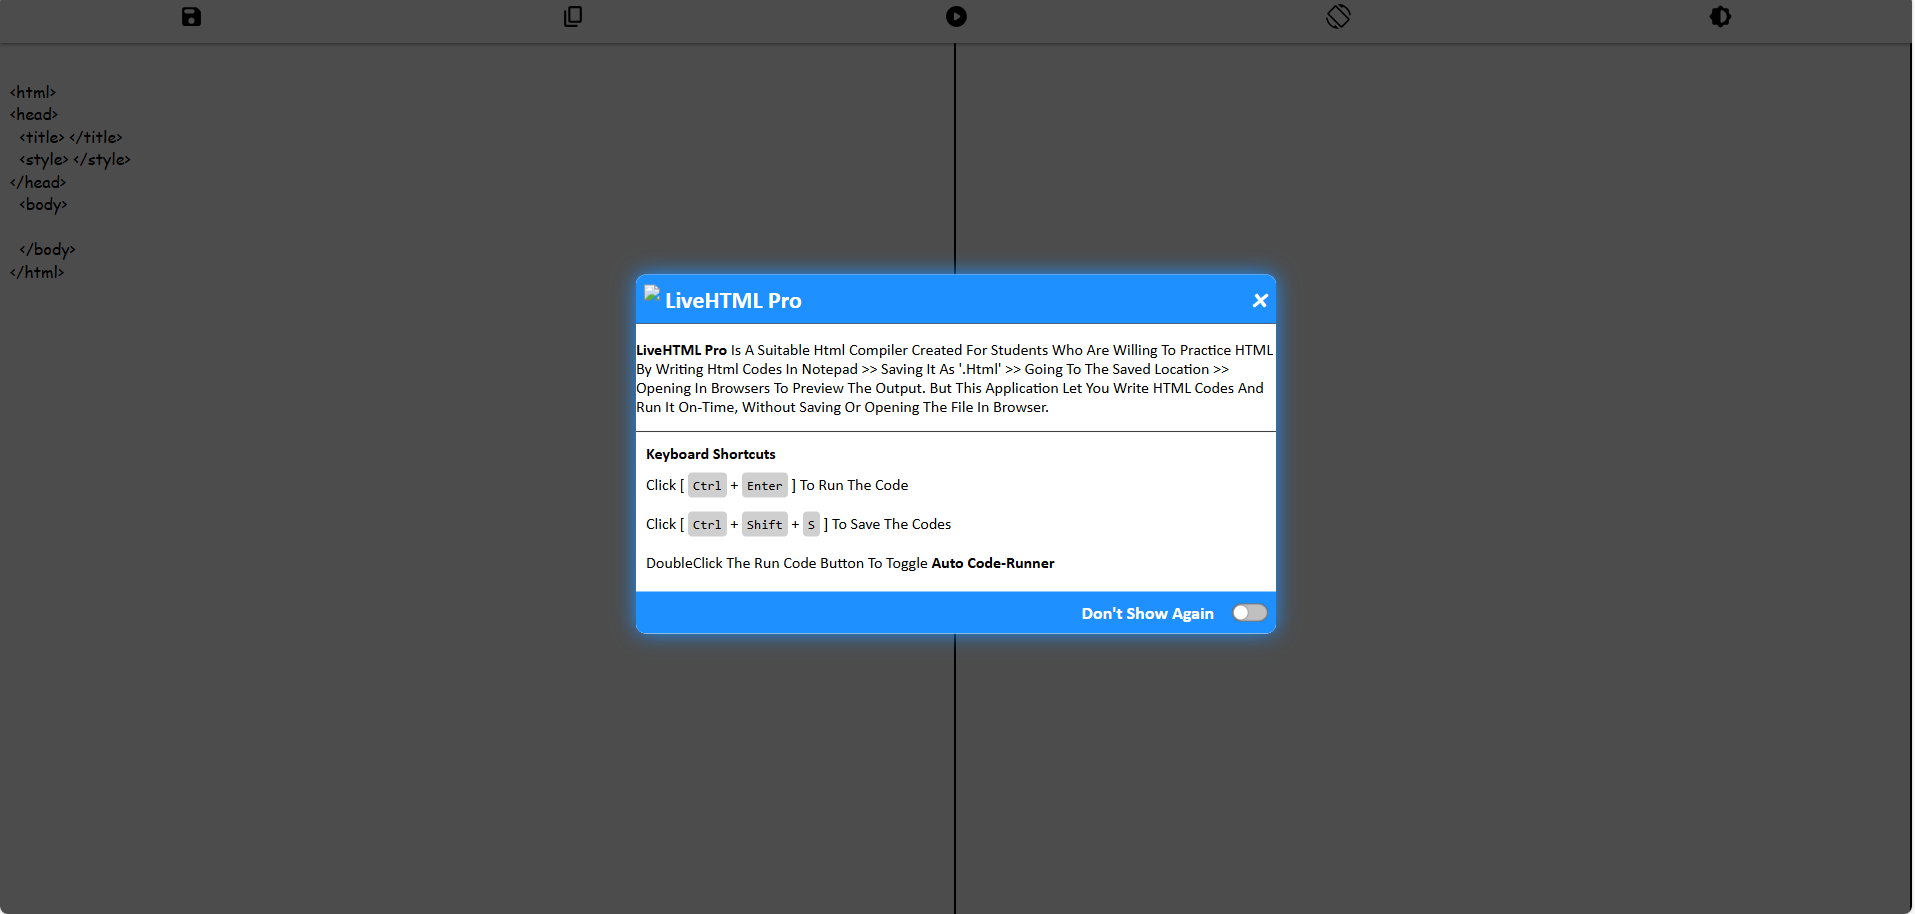 <html>
<head>
<title> </title>
<style> </style>
</head>
<body>
</body>
</html>
LiveHTML Pro
LiveHTML Pro Is A Suitable Html Compiler Created For Students Who Are Willing To Practice HTML
By Writing Html Codes In Notepad >> Saving It As '.Html' >> Going To The Saved Location >>
Opening In Browsers To Preview The Output. But This Application Let You Write HTML Codes And
Run It On-Time, Without Saving Or Opening The File In Browser.
Keyboard Shortcuts
Click [ Ctrl + Enter ] To Run The Code
Click [ Ctrl + Shift + S ] To Save The Codes
DoubleClick The Run Code Button To Toggle Auto Code-Runner
Don't Show Again